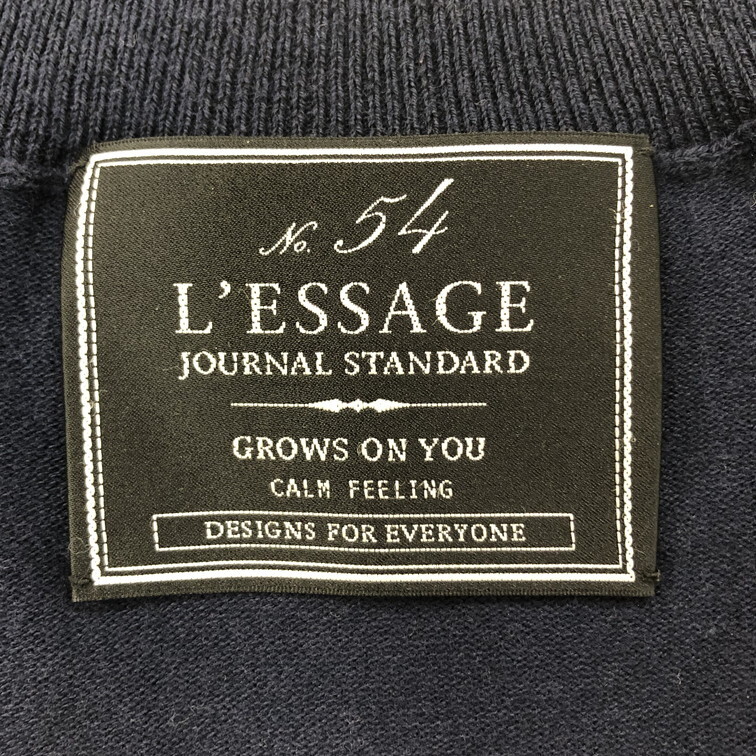 No. 54
L'ESSAGE
JOURNAL STANDARD
GROWS ON YOU
CALM FEELING
DESIGNS FOR EVERYONE